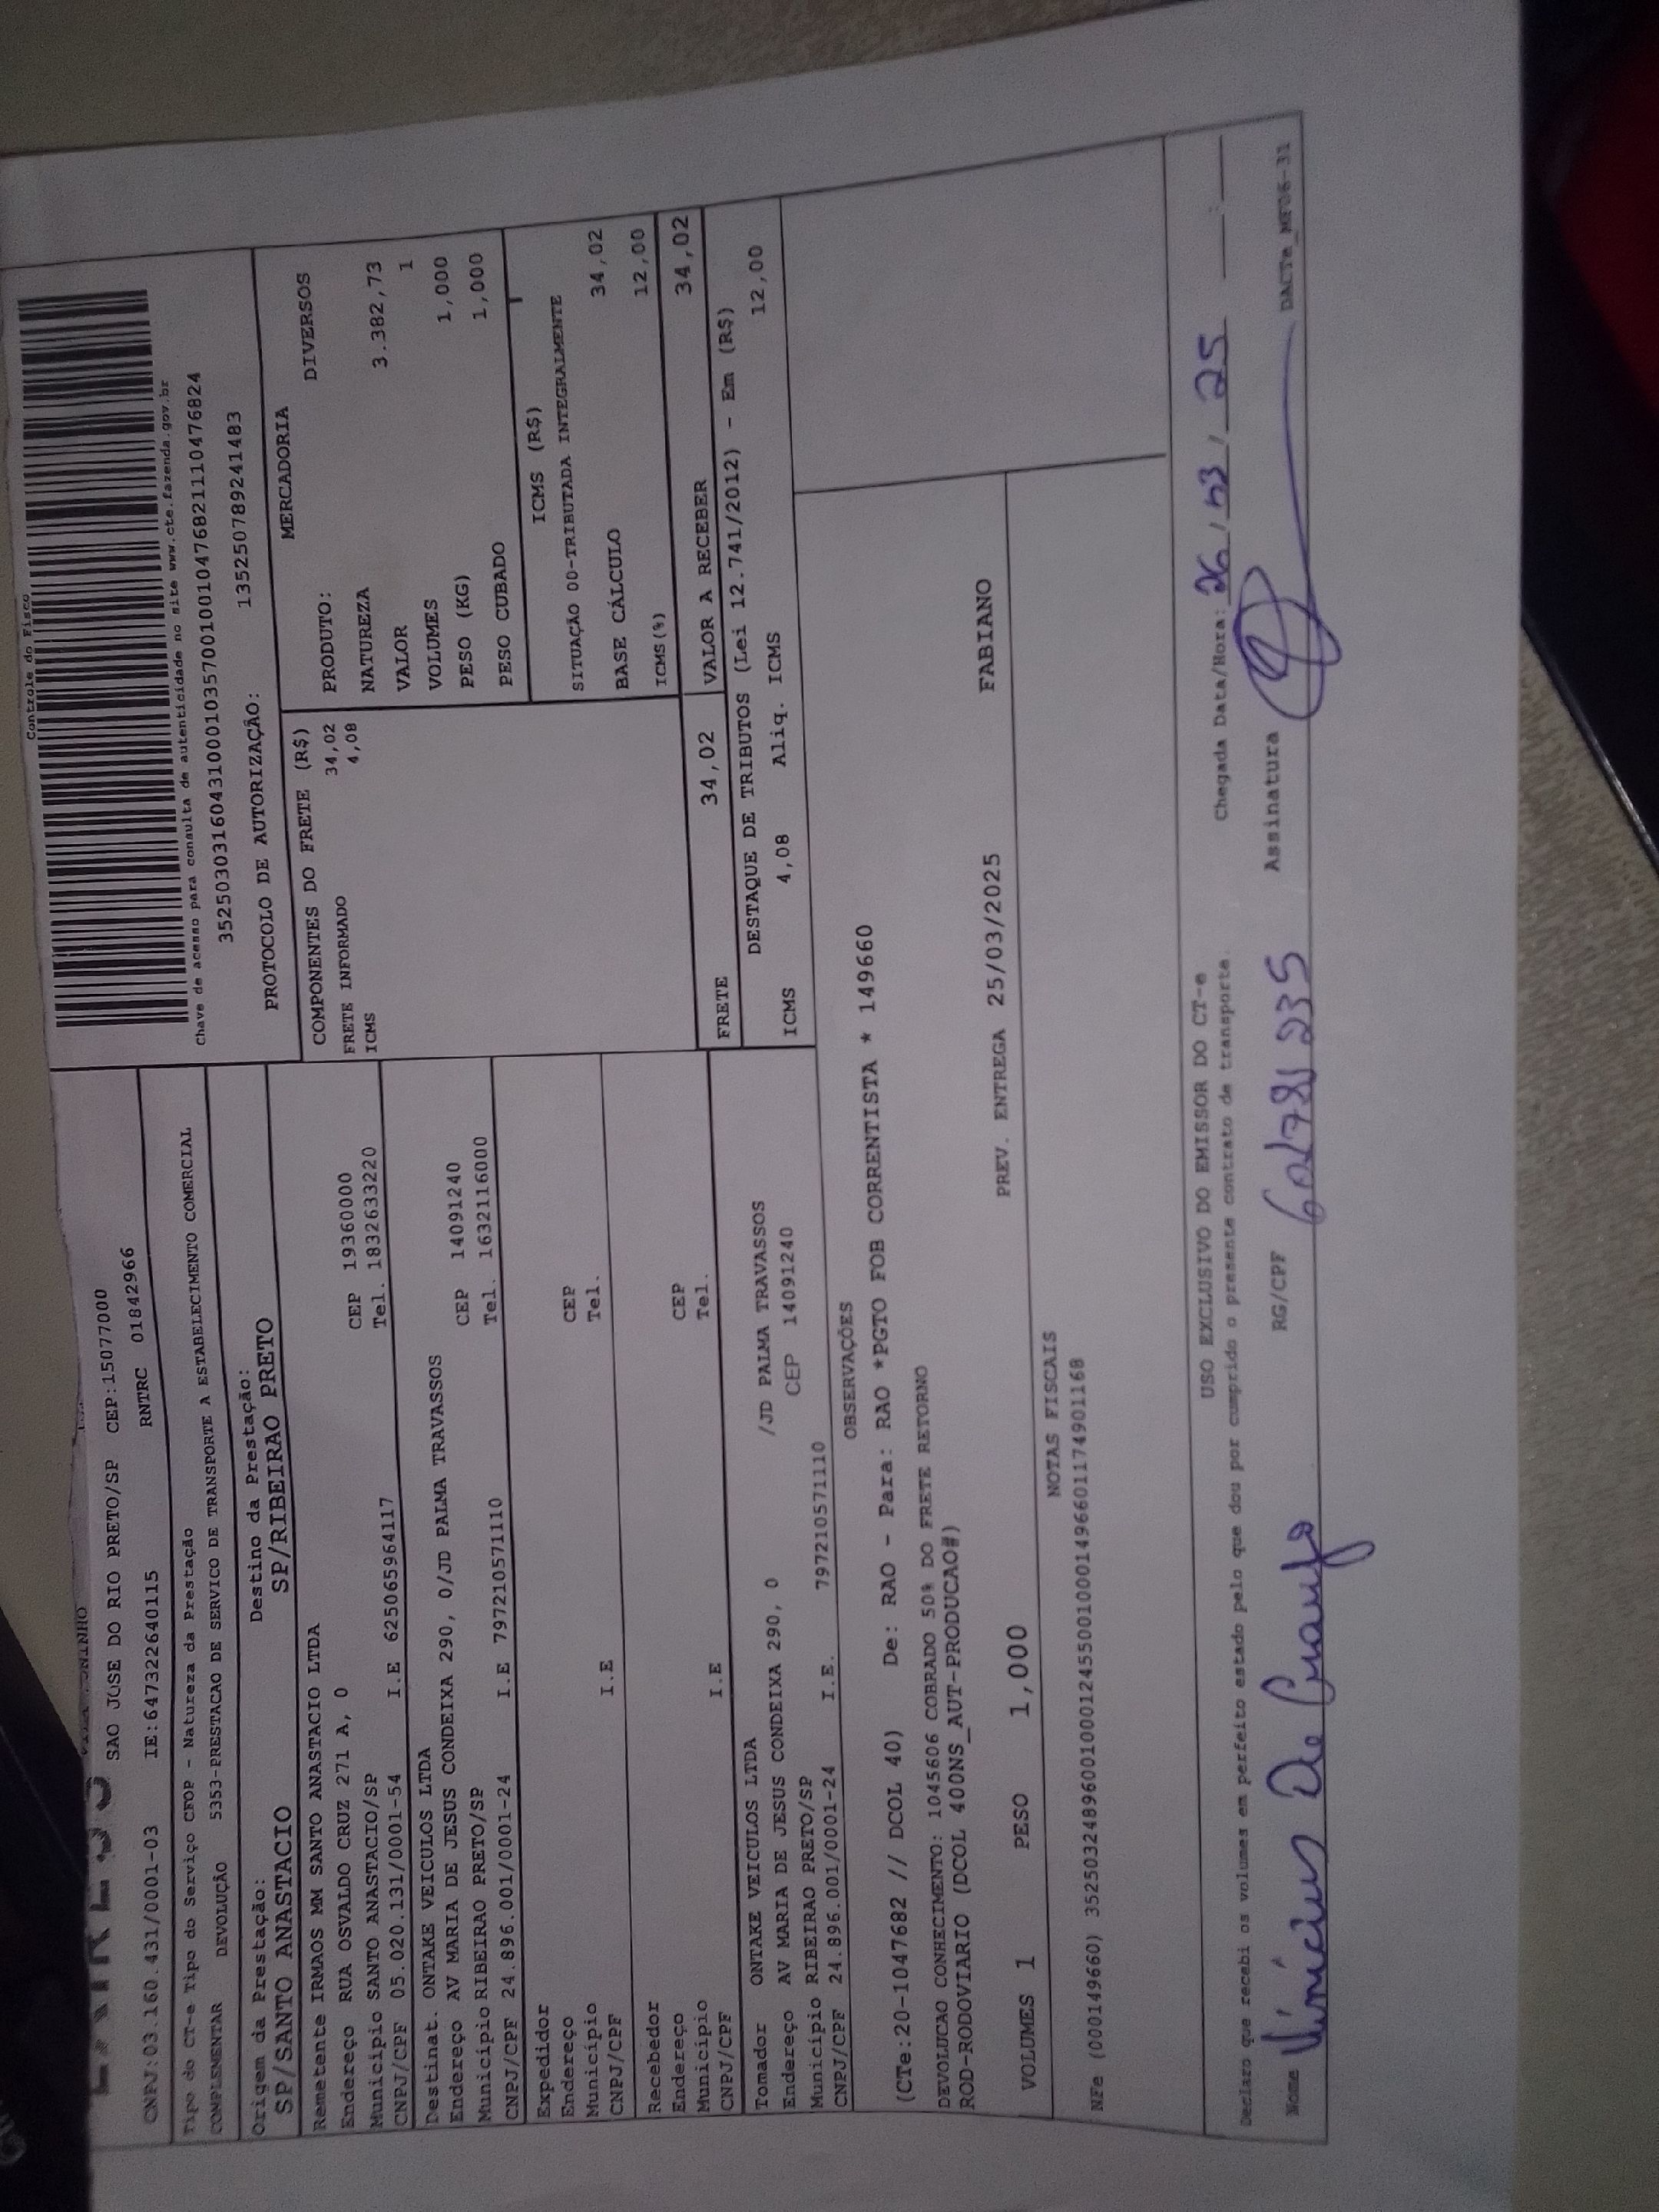 SAO JOSE DO RIO PRETO/SP CEP:15077000
CNPJ:03.160.431/0001-03 IE:647322640115 RNTRC 01842966
Tipo do CT-e Tipo do Serviço CFOP - Natureza da Prestação
COMPLEMENTAR DEVOLUÇÃO 5353-PRESTACAO DE SERVICO DE TRANSPORTE A ESTABELECIMENTO COMERCIAL
Origem da Prestação: Destino da Prestação:
SP/SANTO ANASTACIO SP/RIBEIRAO PRETO
Controle do Fisco
Chave de acesso para consulta de autenticidade no site www.cte.fazenda.gov.br
35250303160431000103570010010476821110476824
PROTOCOLO DE AUTORIZAÇÃO: 135250789241483
Remetente IRMAOS MM SANTO ANASTACIO LTDA
Endereço RUA OSVALDO CRUZ 271 A, 0 CEP 19360000
Município SANTO ANASTACIO/SP Tel. 1832633220
CNPJ/CPF 05.020.131/0001-54 I.E 625065964117
Destinat. ONTAKE VEICULOS LTDA
Endereço AV MARIA DE JESUS CONDEIXA 290, 0/JD PALMA TRAVASSOS CEP 14091240
Município RIBEIRAO PRETO/SP Tel. 1632116000
CNPJ/CPF 24.896.001/0001-24 I.E 797210571110
Expedidor
Endereço CEP
Município Tel.
CNPJ/CPF I.E
Recebedor
Endereço CEP
Município Tel.
CNPJ/CPF I.E
Tomador ONTAKE VEICULOS LTDA
Endereço AV MARIA DE JESUS CONDEIXA 290, 0 /JD PALMA TRAVASSOS
Município RIBEIRAO PRETO/SP CEP 14091240
CNPJ/CPF 24.896.001/0001-24 I.E. 797210571110
COMPONENTES DO FRETE (R$)
FRETE INFORMADO 34,02
ICMS 4,08
MERCADORIA
PRODUTO: DIVERSOS
NATUREZA
VALOR 3.382,73
VOLUMES 1
PESO (KG) 1,000
PESO CUBADO 1,000
ICMS (R$)
SITUAÇÃO 00-TRIBUTADA INTEGRALMENTE
BASE CÁLCULO 34,02
ICMS(%) 12,00
FRETE 34,02 VALOR A RECEBER 34,02
DESTAQUE DE TRIBUTOS (Lei 12.741/2012) - Em (R$)
ICMS 4,08 Aliq. ICMS 12,00
OBSERVAÇÕES
(CTe:20-1047682 // DCOL 40) De: RAO - Para: RAO *PGTO FOB CORRENTISTA * 149660
DEVOLUCAO CONHECIMENTO: 1045606 COBRADO 50% DO FRETE RETORNO
ROD-RODOVIARIO (DCOL 400NS_AUT-PRODUCAO#)
VOLUMES 1 PESO 1,000 PREV. ENTREGA 25/03/2025 FABIANO
NOTAS FISCAIS
NFe (000149660) 35250324896001000124550010001496601174901168
USO EXCLUSIVO DO EMISSOR DO CT-e
Declaro que recebi os volumes em perfeito estado pelo que dou por cumprido o presente contrato de transporte. Chegada Data/Hora: 26/03/25 :
Nome Vinícius De Araujo RG/CPF Assinatura
DACTe_MF06-31